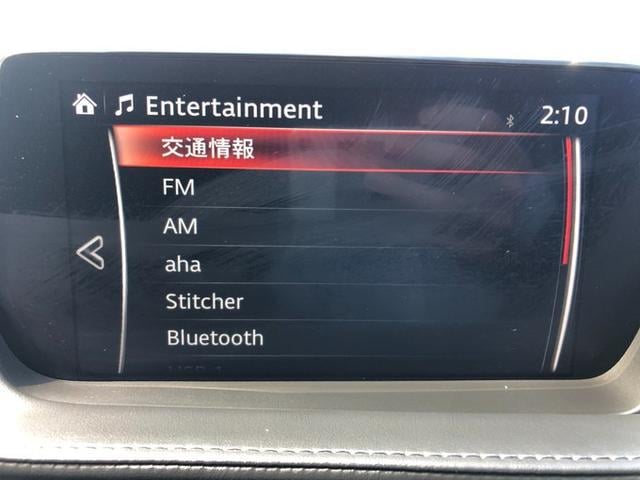 Entertainment 2:10
交通情報
FM
AM
aha
Stitcher
Bluetooth